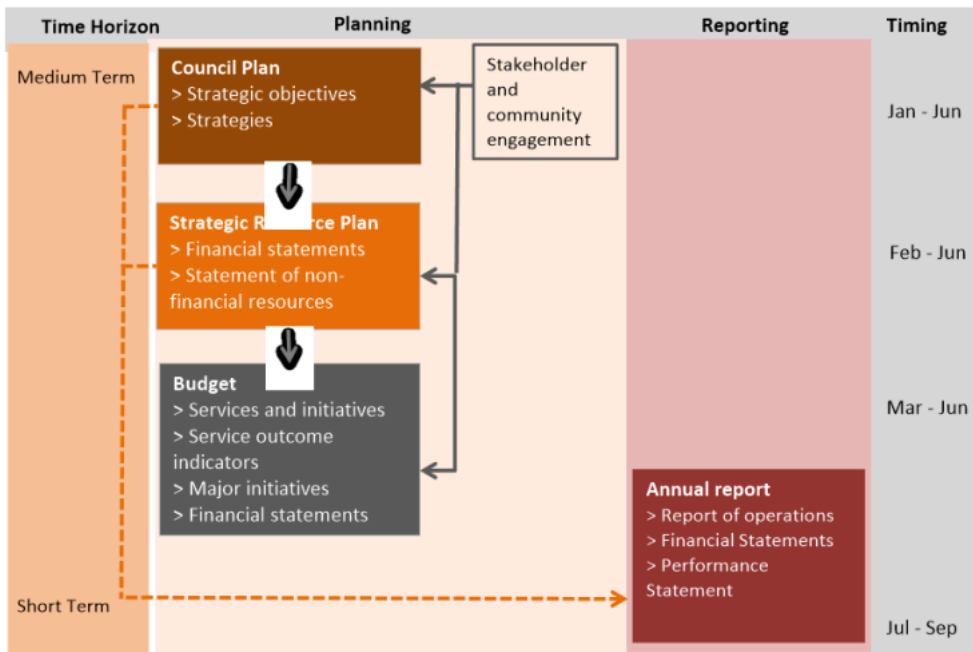 Time Horizon
Planning
Reporting
Timing
Medium Term
Council Plan
> Strategic objectives
> Strategies
Stakeholder
and
community
engagement
Jan - Jun
Strategic Plan
> Financial statements
> Statement of non-
financial resources
Feb - Jun
Budget
> Services and initiatives
> Service outcome
indicators
> Major initiatives
> Financial statements
Mar - Jun
Annual report
> Report of operations
> Financial Statements
> Performance
Statement
Short Term
Jul - Sep